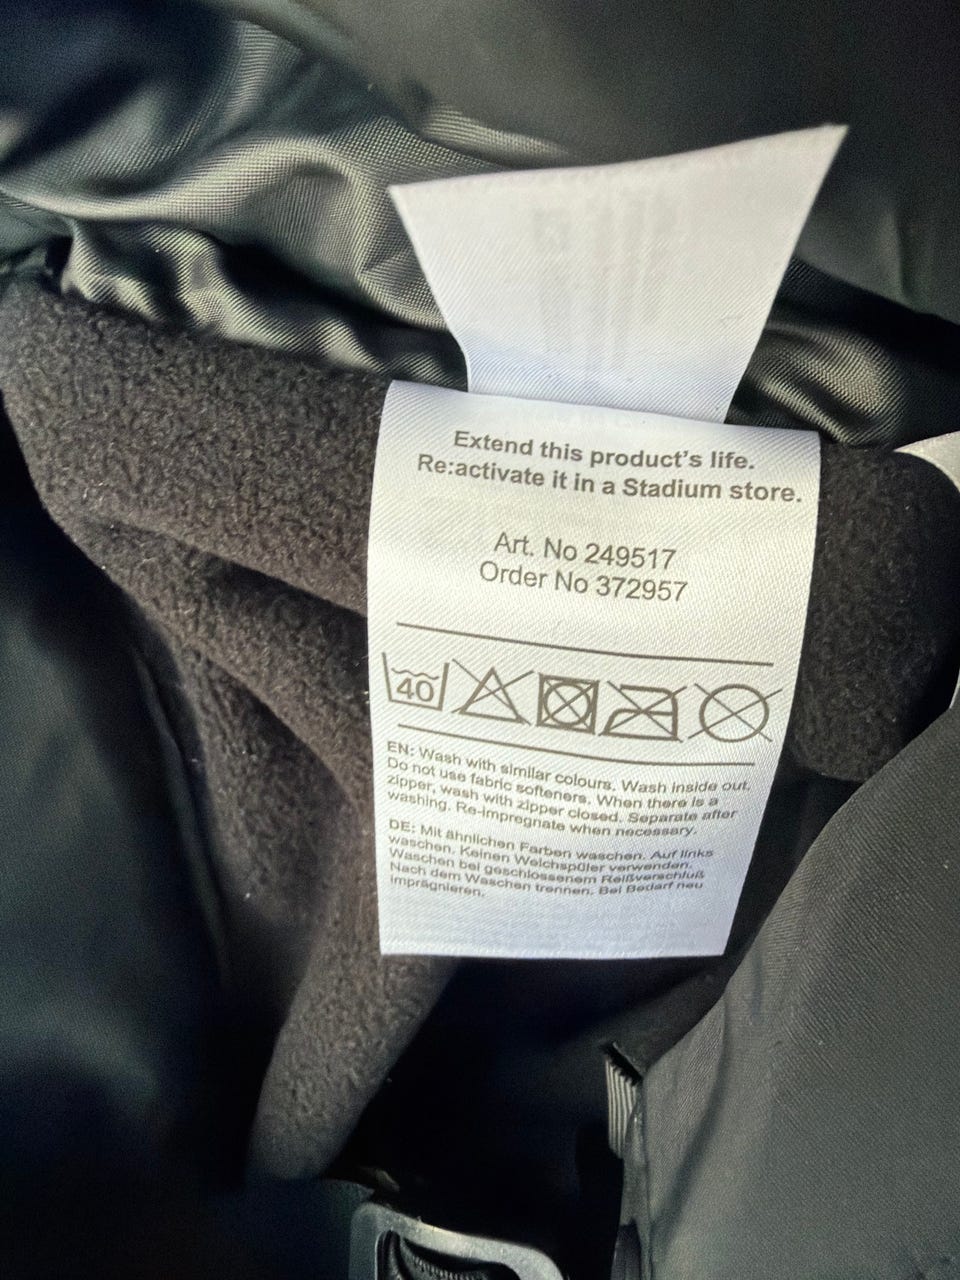 Extend this product's life.
Re:activate it in a Stadium store.
Art. No 249517
Order No 372957
40
EN: Wash with similar colours. Wash inside out.
Do not use fabric softeners. When there is a
zipper, wash with zipper closed. Separate after
washing. Re-impregnate when necessary.
DE: Mit ähnlichen Farben waschen. Auf links
waschen. Keinen Weichspüler verwenden.
Waschen bei geschlossenem Reißverschluß
Nach dem Waschen trennen. Bei Bedarf neu
imprägnieren.